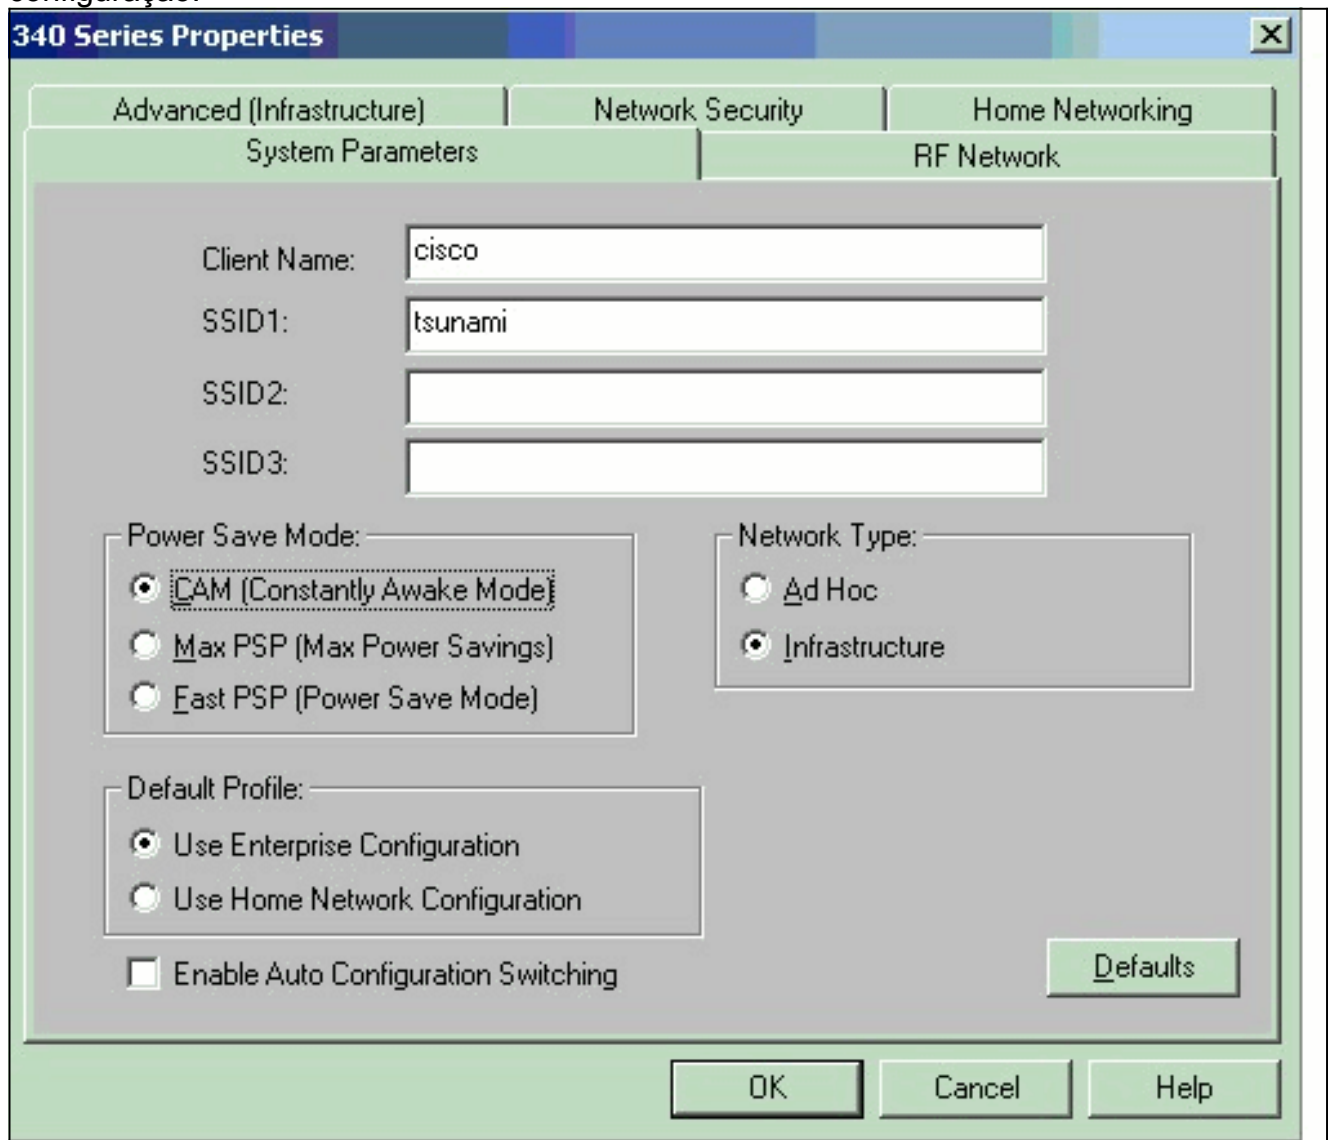 configuração:
340 Series Properties
Advanced (Infrastructure) Network Security Home Networking
System Parameters RF Network
Client Name: cisco
SSID1: tsunami
SSID2:
SSID3:
Power Save Mode:
CAM (Constantly Awake Mode)
Max PSP (Max Power Savings)
Fast PSP (Power Save Mode)
Network Type:
Ad Hoc
Infrastructure
Default Profile:
Use Enterprise Configuration
Use Home Network Configuration
Enable Auto Configuration Switching
Defaults
OK Cancel Help